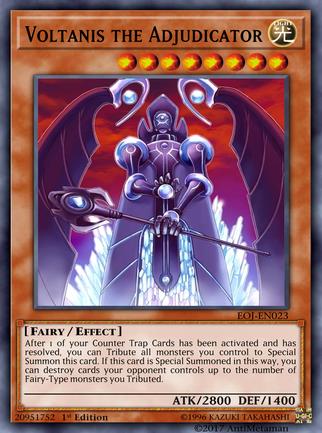 VOLTANIS THE ADJUDICATOR
LIGHT
光
EOJ-EN023
[ FAIRY / EFFECT ]
After 1 of your Counter Trap Cards has been activated and has
resolved, you can Tribute all monsters you control to Special
Summon this card. If this card is Special Summoned in this way, you
can destroy cards your opponent controls up to the number of
Fairy-Type monsters you Tributed.
ATK/2800 DEF/1400
20951752 1st Edition ©1996 KAZUKI TAKAHASHI
©2017 AntiMetaman